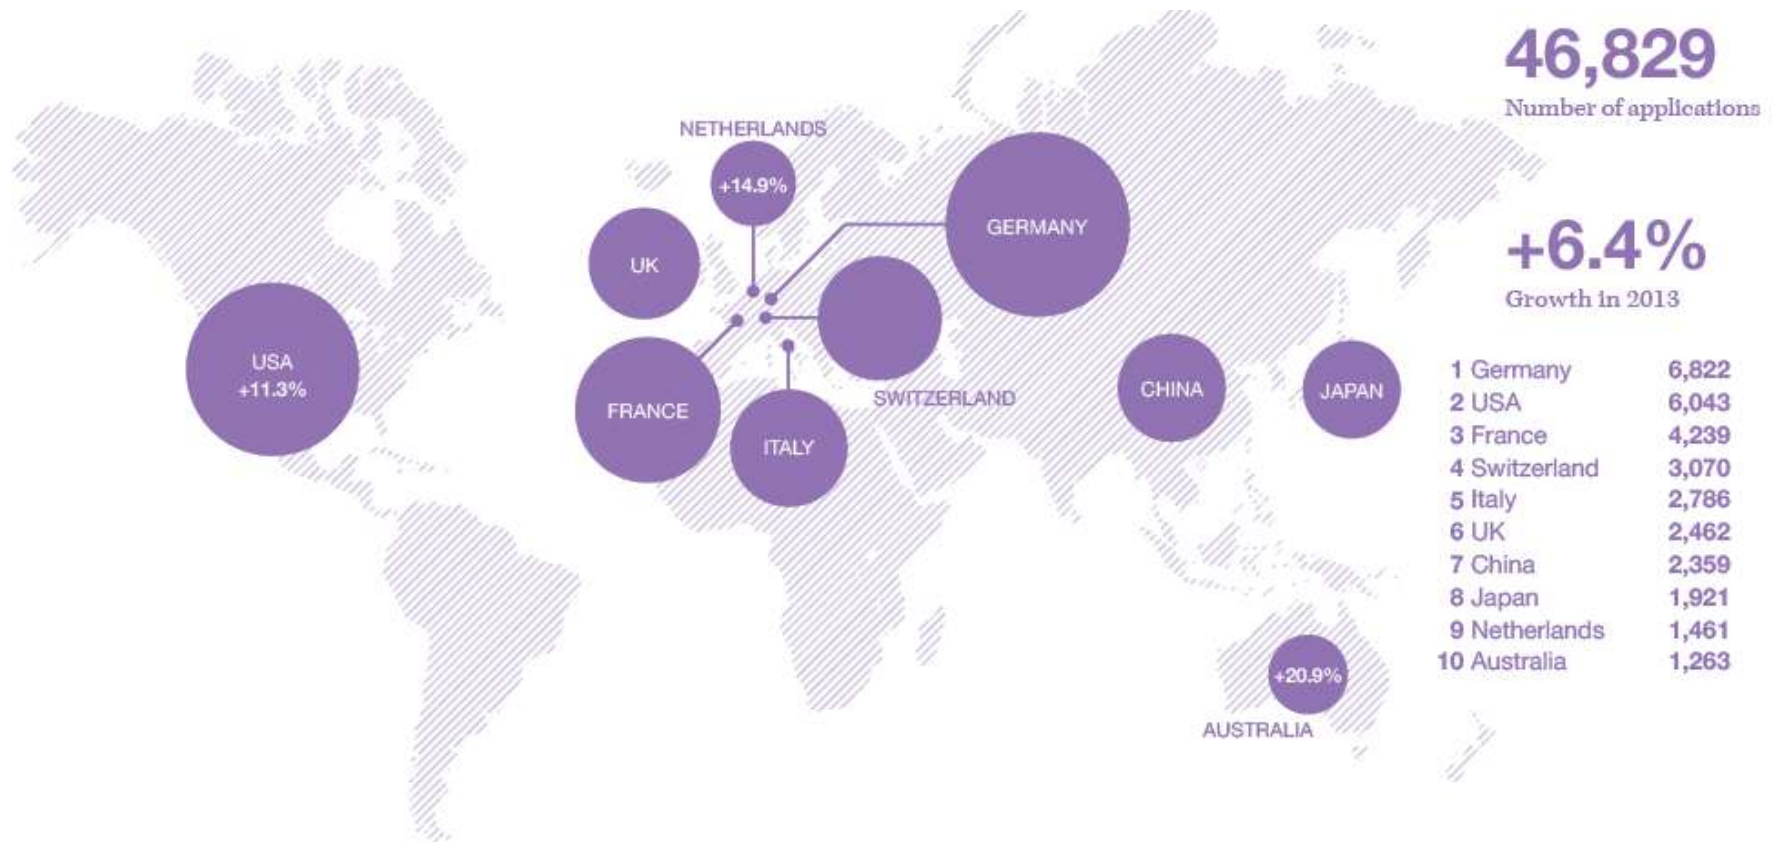 46,829
Number of applications
NETHERLANDS
+14.9%
GERMANY
UK
+6.4%
Growth in 2013
USA
+11.3%
FRANCE
ITALY
SWITZERLAND
CHINA
JAPAN
1 Germany 6,822
2 USA 6,043
3 France 4,239
4 Switzerland 3,070
5 Italy 2,786
6 UK 2,462
7 China 2,359
8 Japan 1,921
9 Netherlands 1,461
10 Australia 1,263
+20.9%
AUSTRALIA